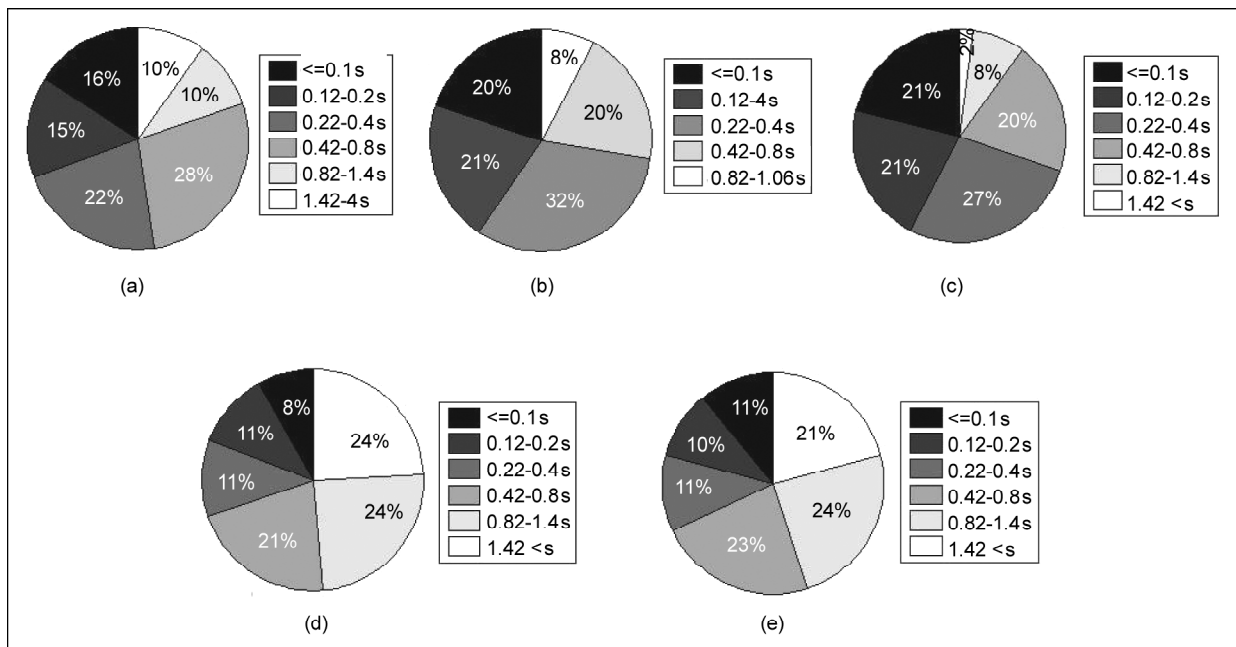 16%
10%
10%
15%
28%
22%
<=0.1s
0.12-0.2s
0.22-0.4s
0.42-0.8s
0.82-1.4s
1.42-4s
(a)
20%
8%
20%
21%
32%
<=0.1s
0.12-4s
0.22-0.4s
0.42-0.8s
0.82-1.06s
(b)
2%
8%
21%
20%
21%
27%
<=0.1s
0.12-0.2s
0.22-0.4s
0.42-0.8s
0.82-1.4s
1.42 <s
(c)
8%
11%
24%
11%
24%
21%
<=0.1s
0.12-0.2s
0.22-0.4s
0.42-0.8s
0.82-1.4s
1.42 <s
(d)
11%
21%
10%
11%
24%
23%
<=0.1s
0.12-0.2s
0.22-0.4s
0.42-0.8s
0.82-1.4s
1.42 <s
(e)